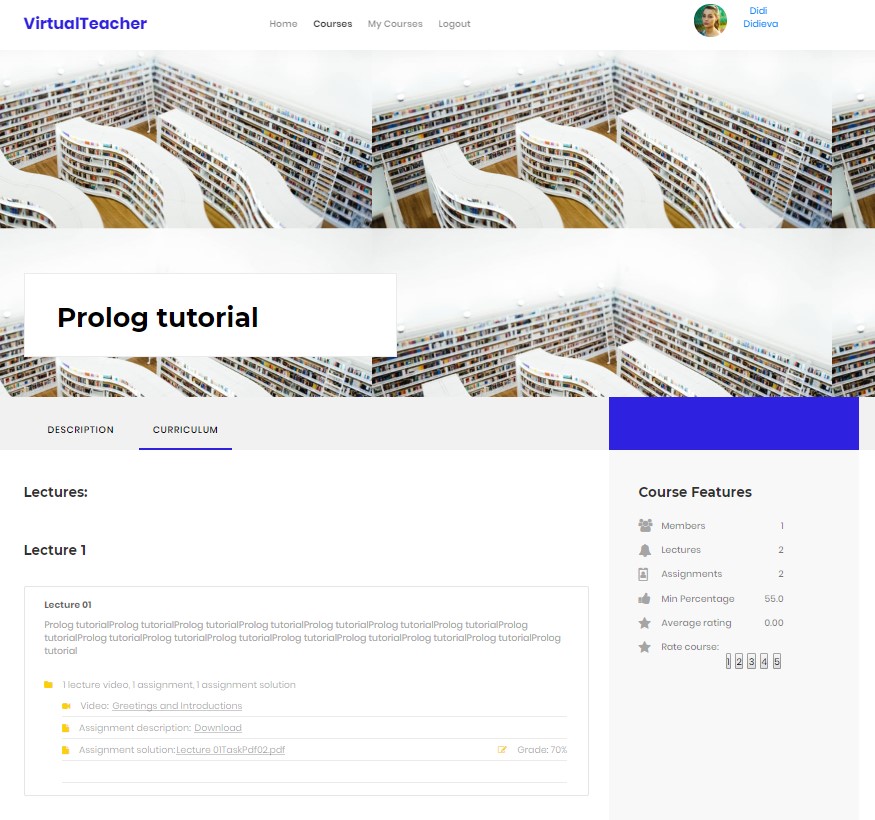 VirtualTeacher
Home Courses My Courses Logout
Didi
Didieva
Prolog tutorial
DESCRIPTION CURRICULUM
Lectures:
Lecture 1
Lecture 01
Prolog tutorialProlog tutorialProlog tutorialProlog tutorialProlog tutorialProlog tutorialProlog tutorialProlog
tutorialProlog tutorialProlog tutorialProlog tutorialProlog tutorialProlog tutorialProlog tutorialProlog tutorialProlog
tutorial
1 lecture video, 1 assignment, 1 assignment solution
Video: Greetings and Introductions
Assignment description: Download
Assignment solution:Lecture 01TaskPdf02.pdf Grade: 70%
Course Features
Members 1
Lectures 2
Assignments 2
Min Percentage 55.0
Average rating 0.00
Rate course:
1 2 3 4 5